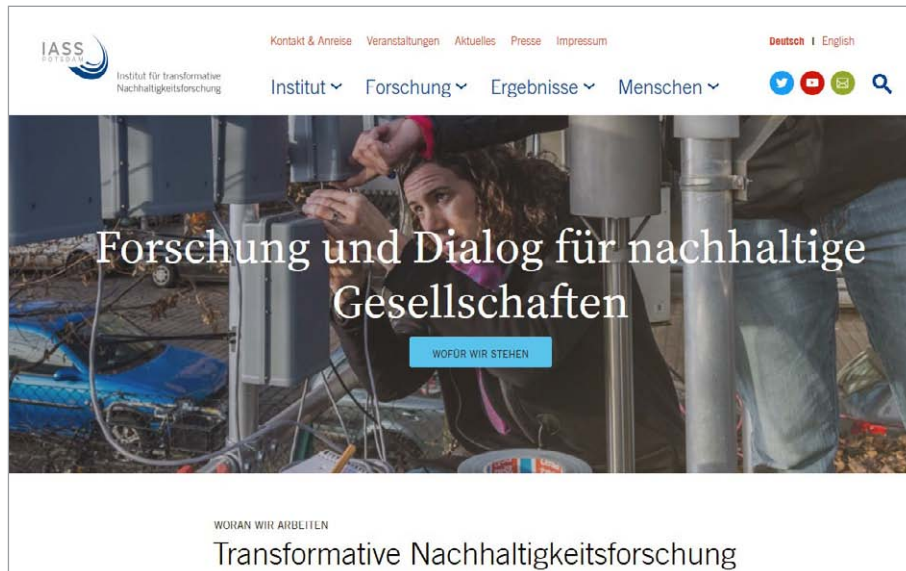 IASS
POTSDAM
Institut für transformative
Nachhaltigkeitsforschung
Kontakt & Anreise Veranstaltungen Aktuelles Presse Impressum
Deutsch | English
Institut Forschung Ergebnisse Menschen
Forschung und Dialog für nachhaltige
Gesellschaften
WOFÜR WIR STEHEN
WORAN WIR ARBEITEN
Transformative Nachhaltigkeitsforschung